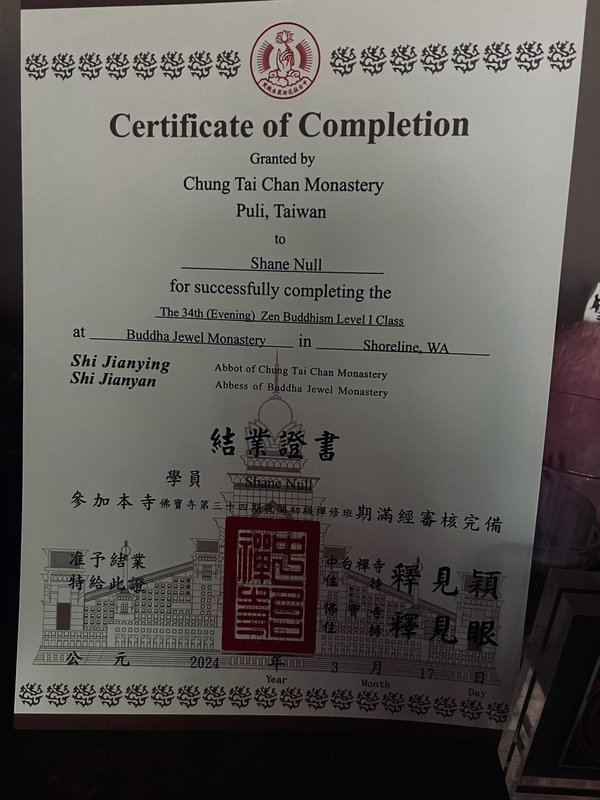 Certificate of Completion
Granted by
Chung Tai Chan Monastery
Puli, Taiwan
to
Shane Null
for successfully completing the
The 34th (Evening) Zen Buddhism Level I Class
at Buddha Jewel Monastery in Shoreline, WA
Shi Jianying Abbot of Chung Tai Chan Monastery
Shi Jianyan Abbess of Buddha Jewel Monastery
結業證書
學員 Shane Null
參加本寺佛寶寺第三十四期夜間初級禪修班期滿經審核完備
准予結業 中台禪寺住持 釋見穎
特給此證 佛寶寺住持 釋見眼
公元 2024 年 3 月 17 日
Year Month Day